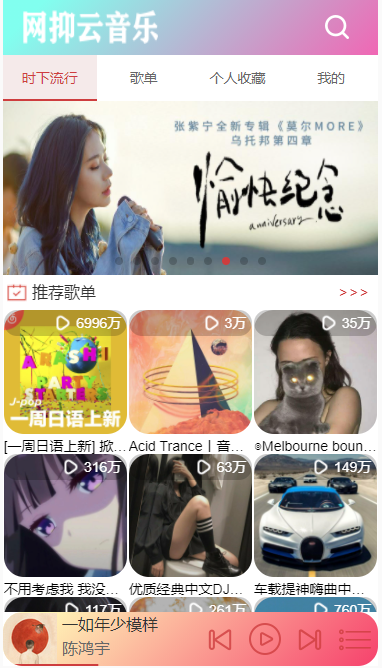 网抑云音乐
时下流行 歌单 个人收藏 我的
张紫宁全新专辑《莫尔MORE》
乌托邦第四章
愉快纪念
anniversary
推荐歌单 >>>
6996万 3万 35万
ARASHI
PARTY
STARTER
J-pop
一周日语上新
[一周日语上新] 掀... Acid Trance丨音... ๏Melbourne boun...
316万 63万 149万
不用考虑我 我没... 优质经典中文DJ... 车载提神嗨曲中...
117万 261万 760万
一如年少模样
陈鸿宇